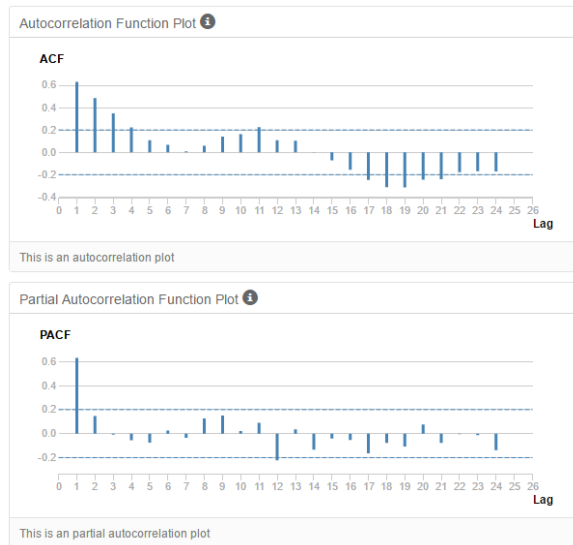 Autocorrelation Function Plot
ACF
0.6
0.4
0.2
0.0
-0.2
-0.4
0 1 2 3 4 5 6 7 8 9 10 11 12 13 14 15 16 17 18 19 20 21 22 23 24 25 26
Lag
This is an autocorrelation plot
Partial Autocorrelation Function Plot
PACF
0.6
0.4
0.2
0.0
-0.2
0 1 2 3 4 5 6 7 8 9 10 11 12 13 14 15 16 17 18 19 20 21 22 23 24 25 26
Lag
This is an partial autocorrelation plot